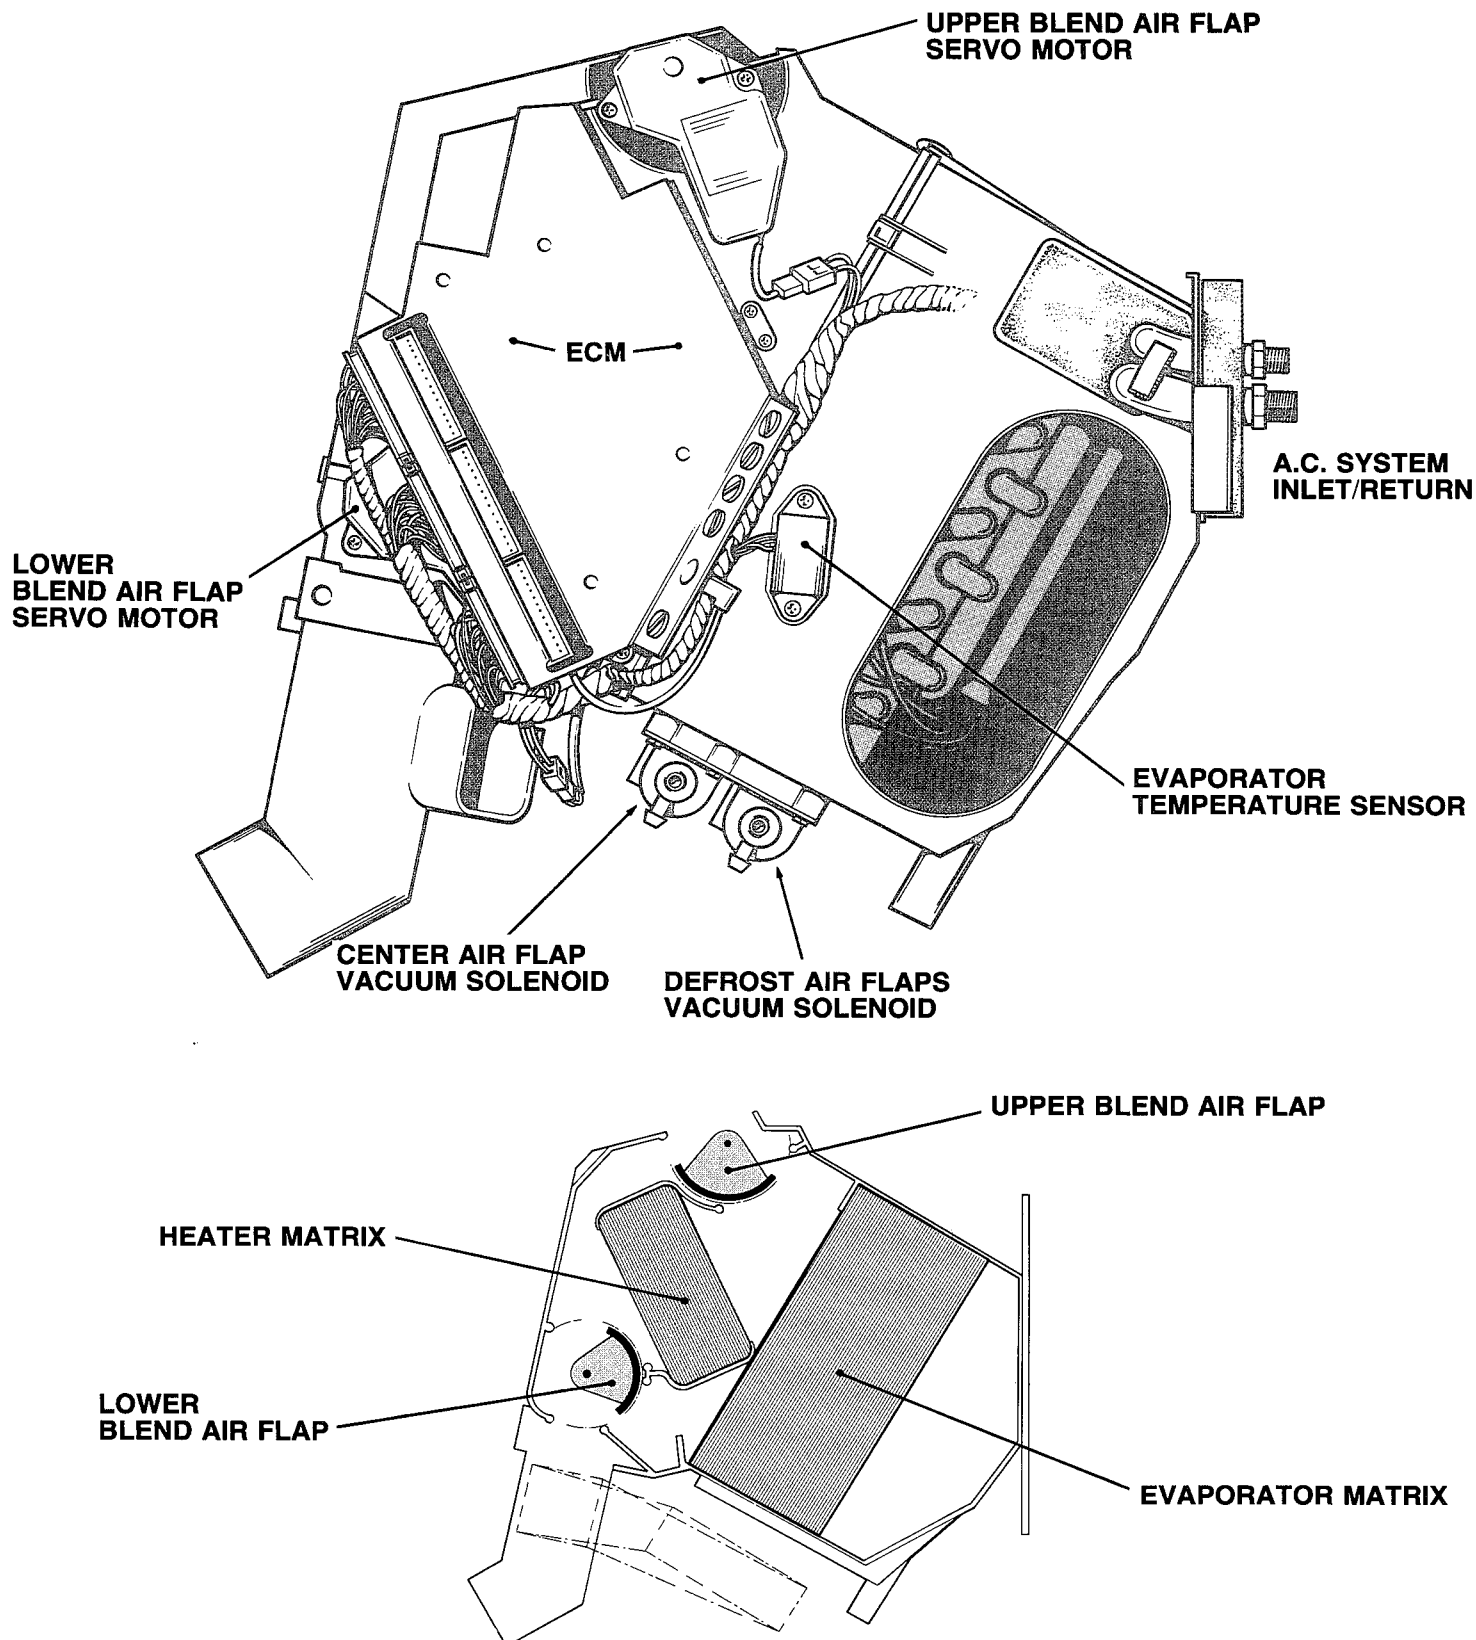 UPPER BLEND AIR FLAP
SERVO MOTOR
ECM
A.C. SYSTEM
INLET/RETURN
LOWER
BLEND AIR FLAP
SERVO MOTOR
EVAPORATOR
TEMPERATURE SENSOR
CENTER AIR FLAP
VACUUM SOLENOID
DEFROST AIR FLAPS
VACUUM SOLENOID
UPPER BLEND AIR FLAP
HEATER MATRIX
LOWER
BLEND AIR FLAP
EVAPORATOR MATRIX